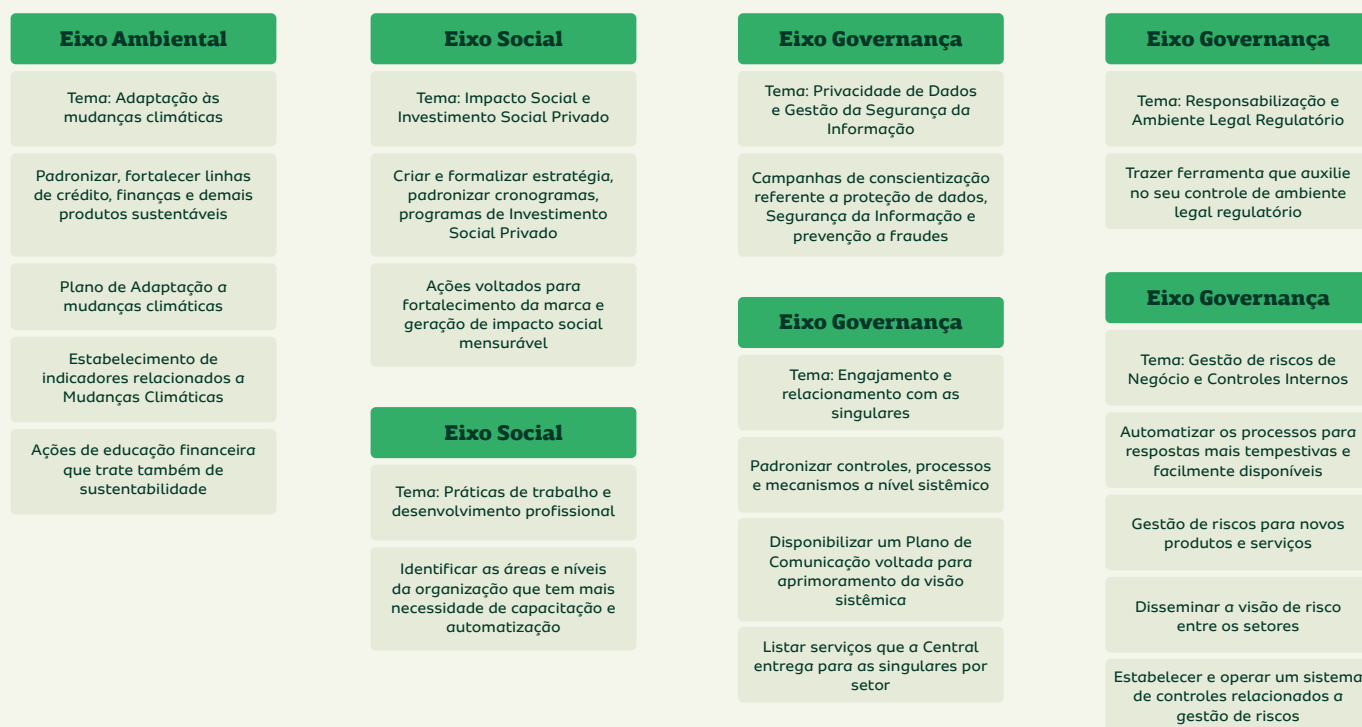 Eixo Ambiental
Tema: Adaptação às
mudanças climáticas
Padronizar, fortalecer linhas
de crédito, finanças e demais
produtos sustentáveis
Plano de Adaptação a
mudanças climáticas
Estabelecimento de
indicadores relacionados a
Mudanças Climáticas
Ações de educação financeira
que trate também de
sustentabilidade
Eixo Social
Tema: Impacto Social e
Investimento Social Privado
Criar e formalizar estratégia,
padronizar cronogramas,
programas de Investimento
Social Privado
Ações voltados para
fortalecimento da marca e
geração de impacto social
mensurável
Eixo Social
Tema: Práticas de trabalho e
desenvolvimento profissional
Identificar as áreas e níveis
da organização que tem mais
necessidade de capacitação e
automatização
Eixo Governança
Tema: Privacidade de Dados
e Gestão da Segurança da
Informação
Campanhas de conscientização
referente a proteção de dados,
Segurança da Informação e
prevenção a fraudes
Eixo Governança
Tema: Engajamento e
relacionamento com as
singulares
Padronizar controles, processos
e mecanismos a nível sistêmico
Disponibilizar um Plano de
Comunicação voltada para
aprimoramento da visão
sistêmica
Listar serviços que a Central
entrega para as singulares por
setor
Eixo Governança
Tema: Responsabilização e
Ambiente Legal Regulatório
Trazer ferramenta que auxilie
no seu controle de ambiente
legal regulatório
Eixo Governança
Tema: Gestão de riscos de
Negócio e Controles Internos
Automatizar os processos para
respostas mais tempestivas e
facilmente disponíveis
Gestão de riscos para novos
produtos e serviços
Disseminar a visão de risco
entre os setores
Estabelecer e operar um sistema
de controles relacionados a
gestão de riscos